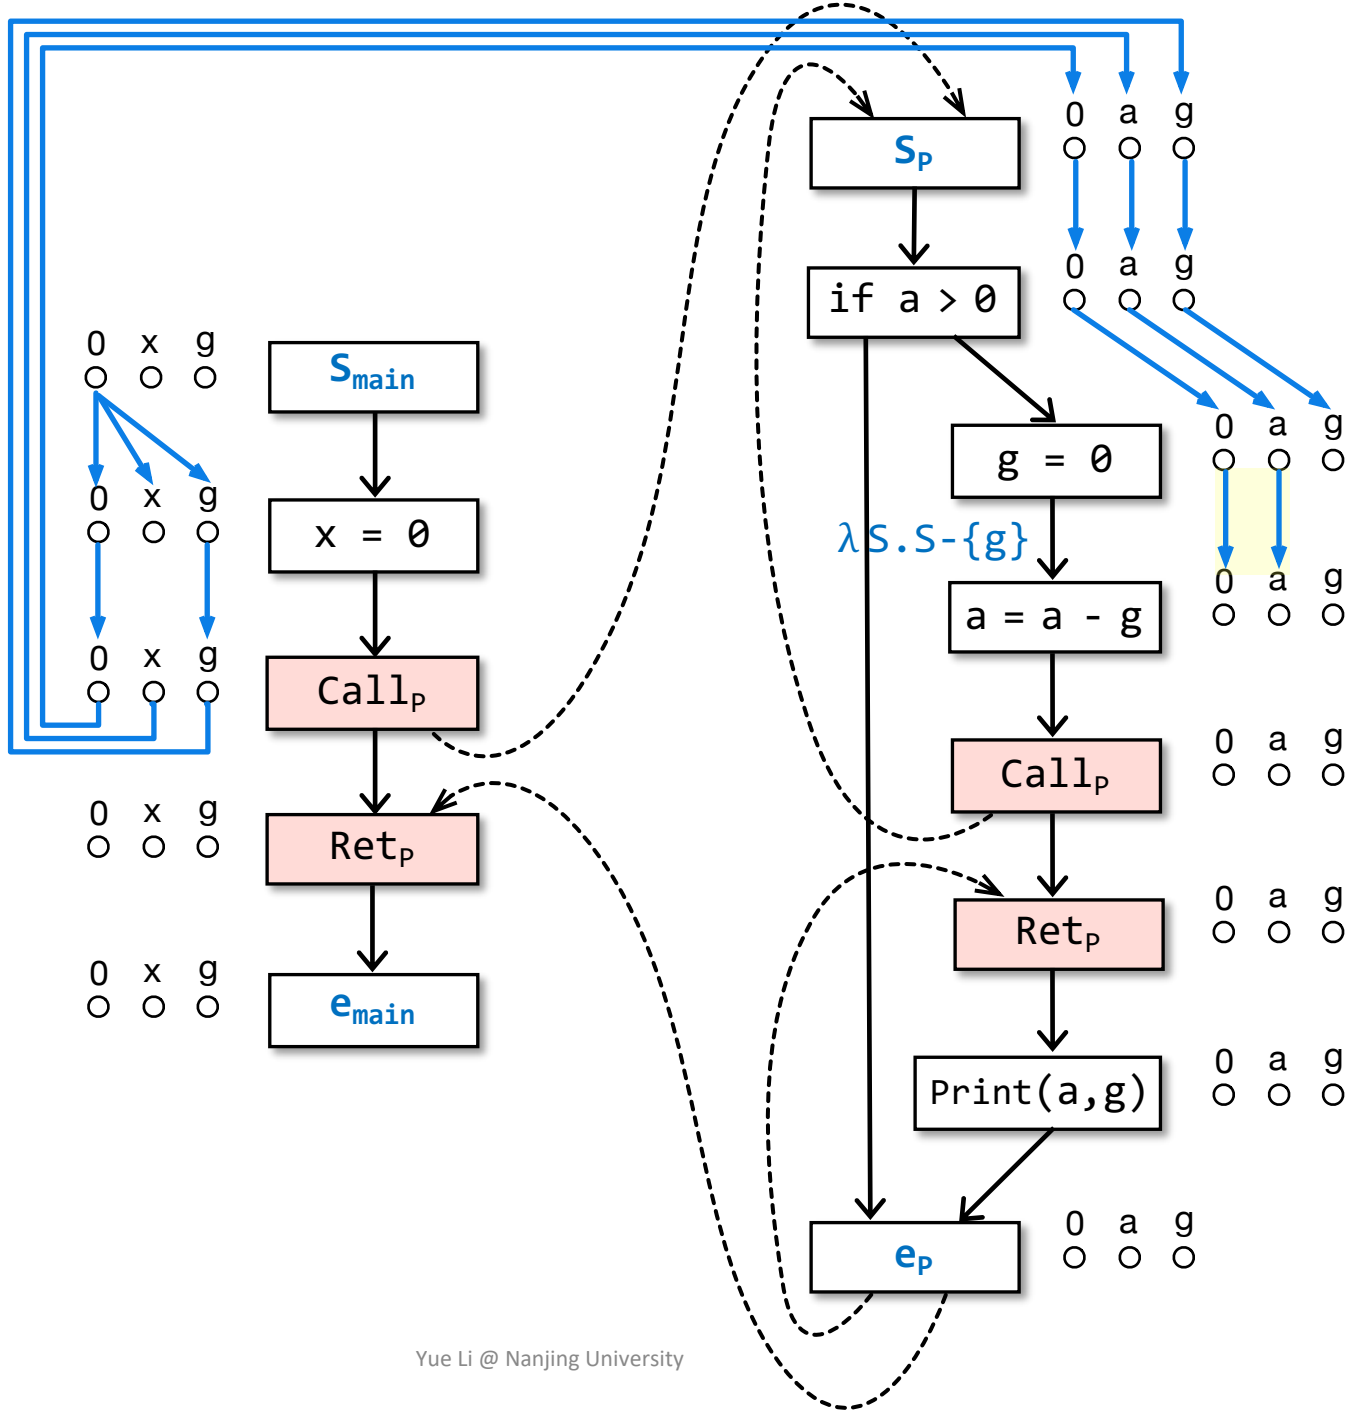 0 a g
S_P
0 a g
if a > 0
0 x g
S_main
0 a g
g = 0
0 x g
x = 0
λS.S-{g}
0 a g
a = a - g
0 x g
Call_P
0 a g
Call_P
0 x g
Ret_P
0 a g
Ret_P
0 x g
e_main
0 a g
Print(a,g)
0 a g
e_P
Yue Li @ Nanjing University